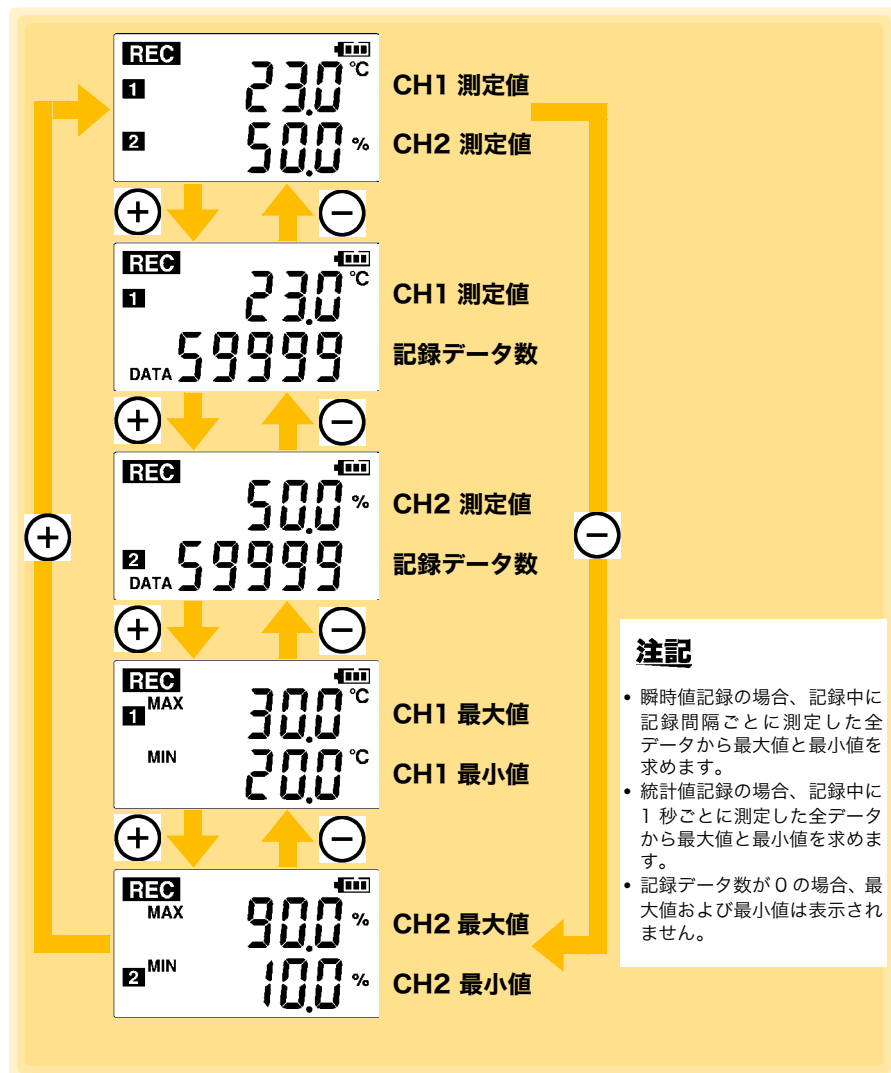 REC
1 23.0 ℃
CH1 測定値
2 50.0 %
CH2 測定値
+ −
REC
1 23.0 ℃
CH1 測定値
DATA 59999
記録データ数
+ −
REC
50.0 %
CH2 測定値
2 DATA 59999
記録データ数
+ −
+ −
REC
1 MAX 30.0 ℃
CH1 最大値
MIN 20.0 ℃
CH1 最小値
+ −
REC
MAX 90.0 %
CH2 最大値
2 MIN 10.0 %
CH2 最小値
注記
• 瞬時値記録の場合、記録中に
記録間隔ごとに測定した全
データから最大値と最小値を
求めます。
• 統計値記録の場合、記録中に
1 秒ごとに測定した全データ
から最大値と最小値を求めま
す。
• 記録データ数が 0 の場合、最
大値および最小値は表示され
ません。